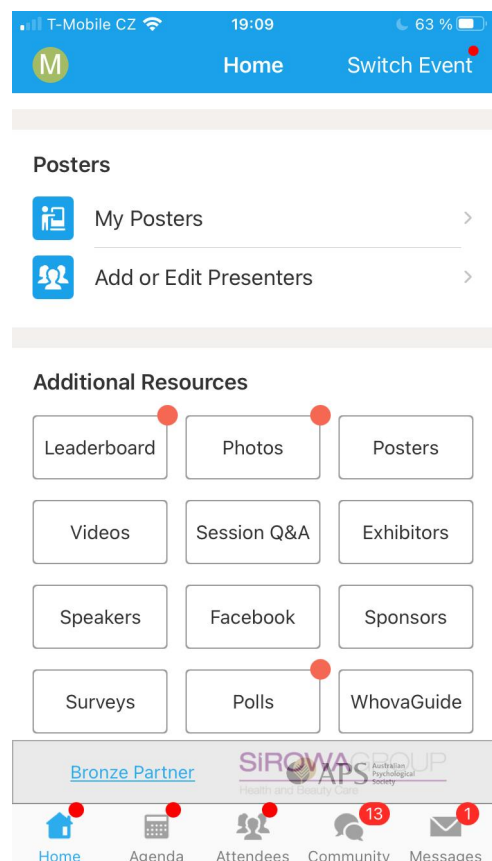 T-Mobile CZ 19:09 63 %
M Home Switch Event
Posters
My Posters
Add or Edit Presenters
Additional Resources
Leaderboard Photos Posters
Videos Session Q&A Exhibitors
Speakers Facebook Sponsors
Surveys Polls WhovaGuide
Bronze Partner
SiROWAGROUP
Health and Beauty Care
APS Australian
Psychological
Society
13 1
Home Agenda Attendees Community Messages